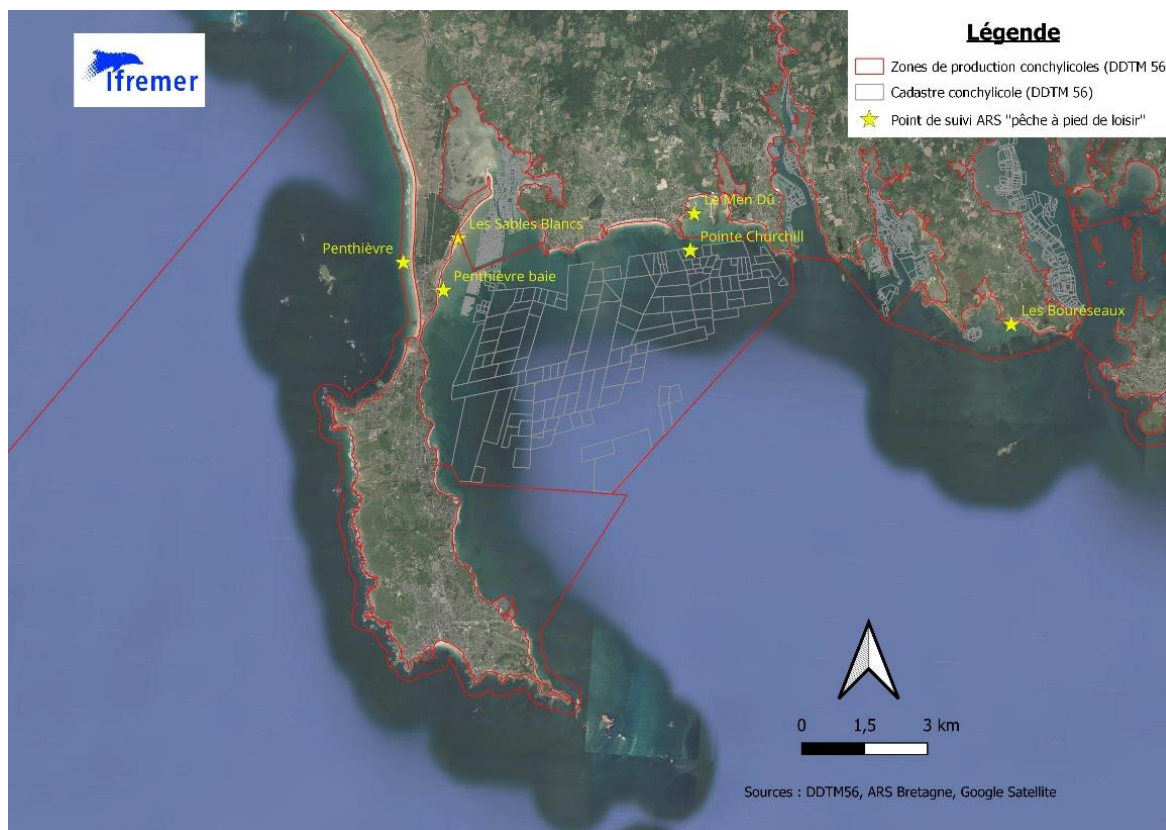 Ifremer
Légende
Zones de production conchylicoles (DDTM 56
Cadastre conchylicole (DDTM 56)
Point de suivi ARS "pêche à pied de loisir"
Le Men Dû
Les Sables Blancs
Pointe Churchill
Penthièvre
Penthièvre baie
Les Bouréseaux
0 1,5 3 km
Sources : DDTM56, ARS Bretagne, Google Satellite